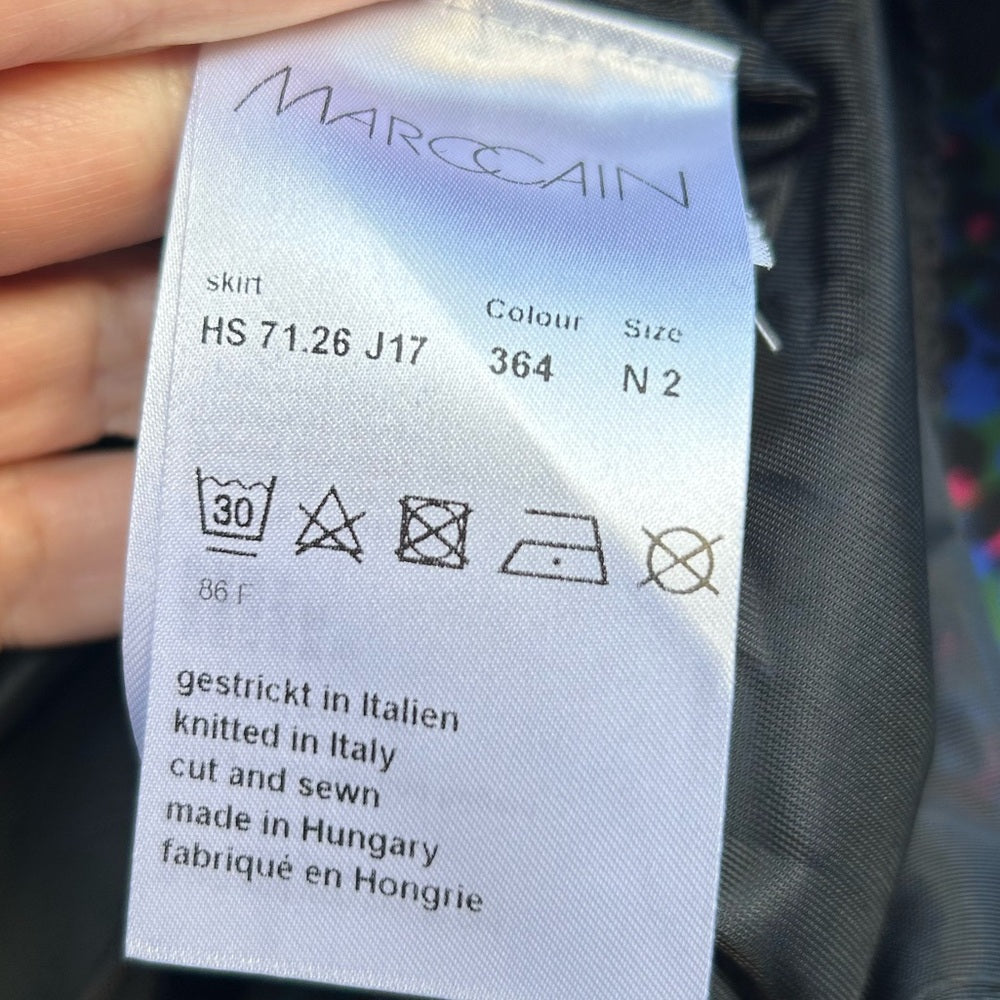 MARCCAIN
skirt
Colour
Size
HS 71.26 J17
364
N 2
30
86 F
gestrickt in Italien
knitted in Italy
cut and sewn
made in Hungary
fabriqué en Hongrie